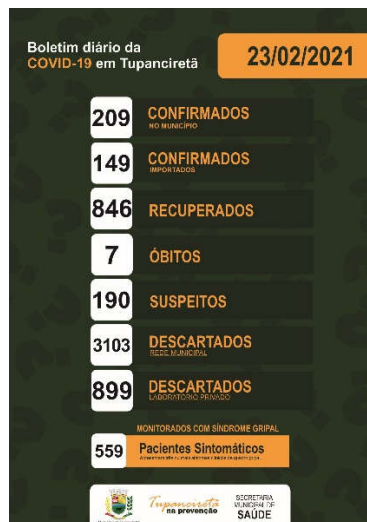 Boletim diário da
COVID-19 em Tupanciretã
23/02/2021
209 CONFIRMADOS
NO MUNICÍPIO
149 CONFIRMADOS
IMPORTADOS
846 RECUPERADOS
7 ÓBITOS
190 SUSPEITOS
3103 DESCARTADOS
REDE MUNICIPAL
899 DESCARTADOS
LABORATÓRIO PRIVADO
MONITORADOS COM SÍNDROME GRIPAL
559 Pacientes Sintomáticos
Tupanciretã
na prevenção
SECRETARIA
MUNICIPAL DE
SAÚDE